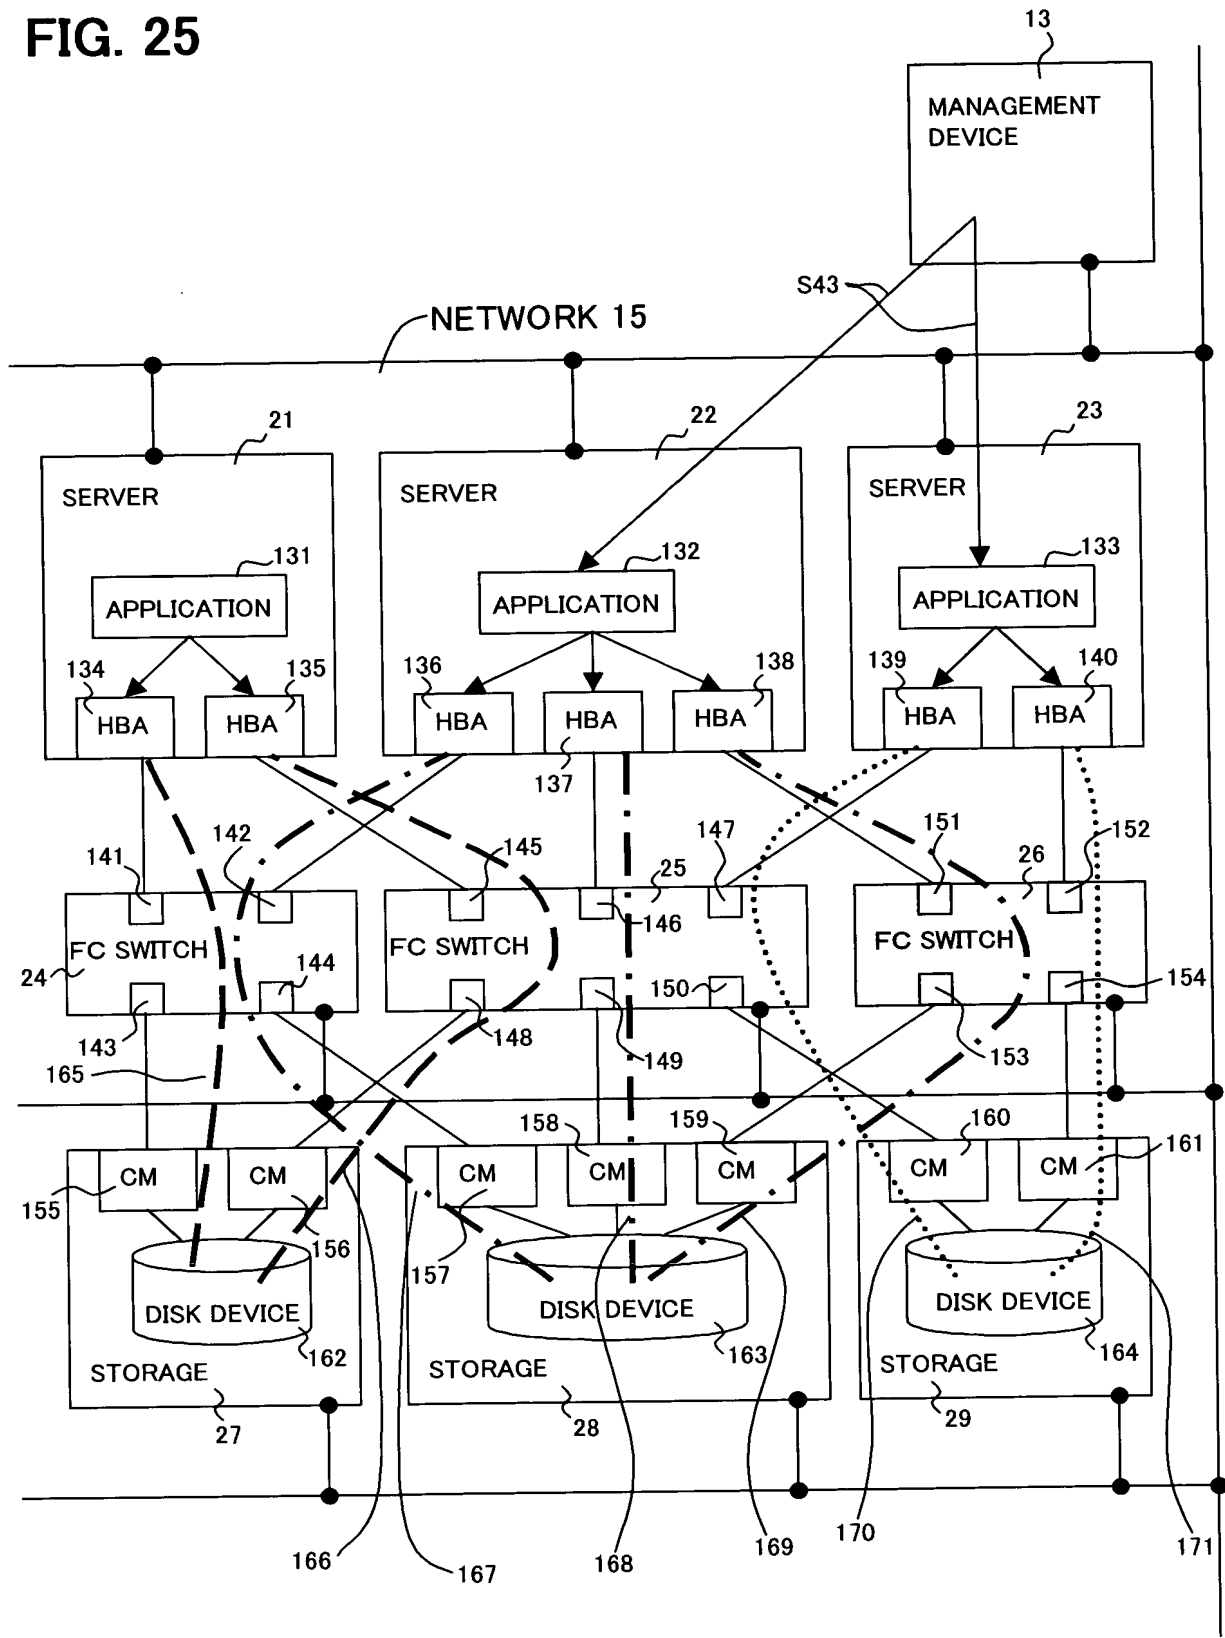 FIG. 25
13
MANAGEMENT
DEVICE
S43
NETWORK 15
21
22
23
SERVER
SERVER
SERVER
131
132
133
APPLICATION
APPLICATION
APPLICATION
134
135
136
138
139
140
HBA
HBA
HBA
HBA
HBA
HBA
HBA
137
141
142
145
147
151
152
25
26
146
FC SWITCH
FC SWITCH
FC SWITCH
24
144
150
154
143
148
149
153
165
158
159
160
161
CM
CM
CM
CM
CM
CM
CM
155
156
157
DISK DEVICE
DISK DEVICE
DISK DEVICE
162
163
164
STORAGE
STORAGE
STORAGE
27
28
29
166
167
168
169
170
171